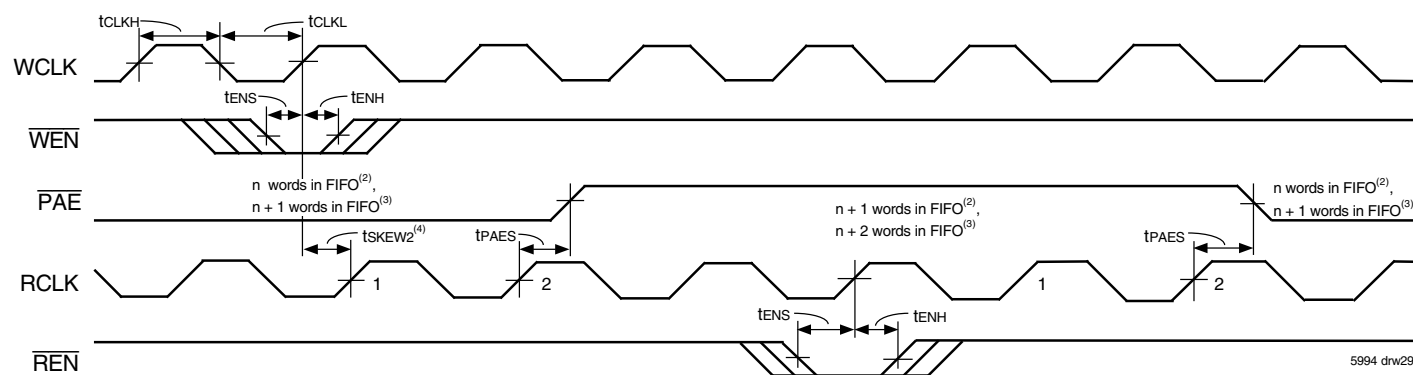 tCLKH
tCLKL
WCLK
tENS
tENH
WEN
n words in FIFO(2),
n + 1 words in FIFO(3)
PAE
n + 1 words in FIFO(2),
n + 2 words in FIFO(3)
n words in FIFO(2),
n + 1 words in FIFO(3)
tSKEW2(4)
tPAES
tPAES
RCLK
1
2
1
2
tENS
tENH
REN
5994 drw29